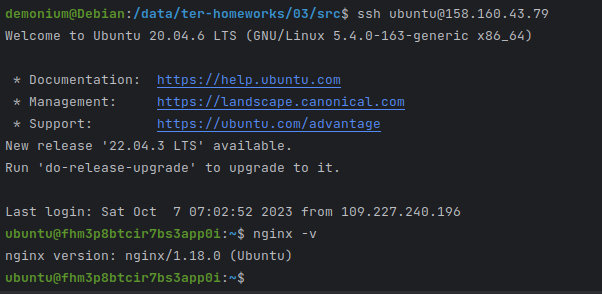 demonium@Debian:/data/ter-homeworks/03/src$ ssh ubuntu@158.160.43.79
Welcome to Ubuntu 20.04.6 LTS (GNU/Linux 5.4.0-163-generic x86_64)
* Documentation: https://help.ubuntu.com
* Management: https://landscape.canonical.com
* Support: https://ubuntu.com/advantage
New release '22.04.3 LTS' available.
Run 'do-release-upgrade' to upgrade to it.
Last login: Sat Oct 7 07:02:52 2023 from 109.227.240.196
ubuntu@fhm3p8btcir7bs3app0i:~$ nginx -v
nginx version: nginx/1.18.0 (Ubuntu)
ubuntu@fhm3p8btcir7bs3app0i:~$